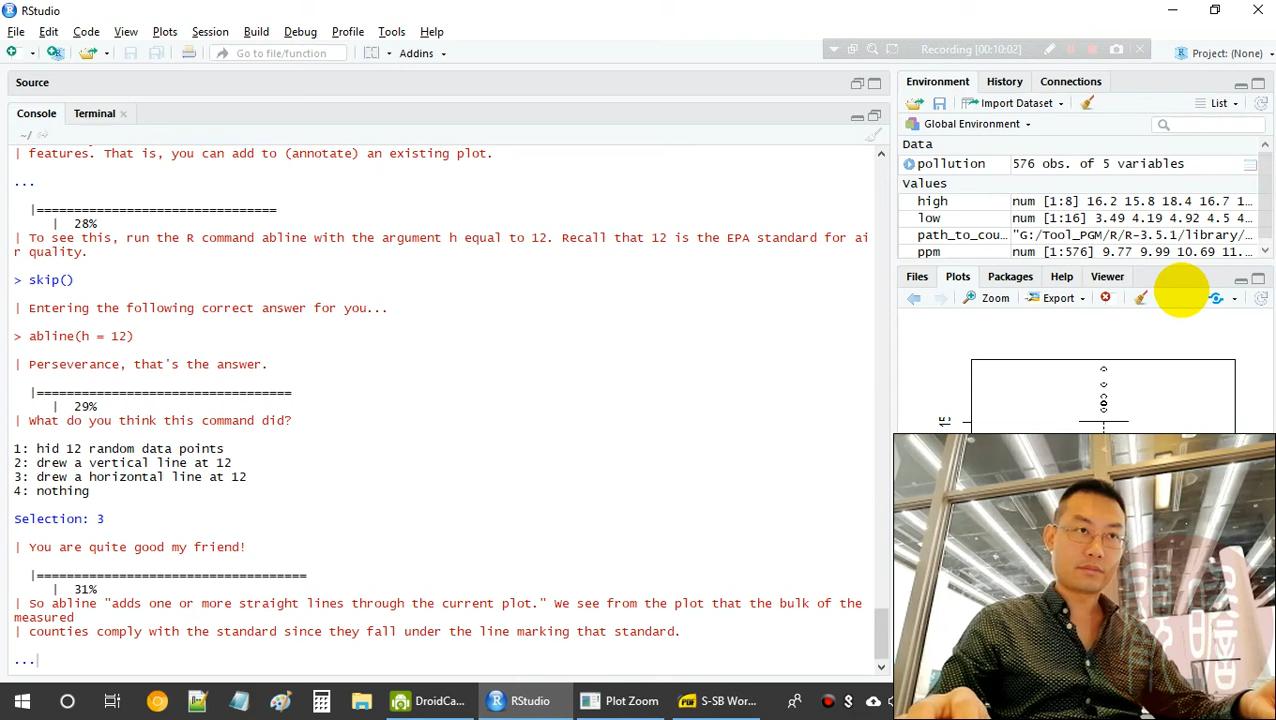 RStudio
File Edit Code View Plots Session Build Debug Profile Tools Help
Go to file/function Addins
Recording [00:10:02]
Project: (None)
Source
Console Terminal
~/
| features. That is, you can add to (annotate) an existing plot.
...
|================================
| 28%
| To see this, run the R command abline with the argument h equal to 12. Recall that 12 is the EPA standard for ai
r quality.
> skip()
| Entering the following correct answer for you...
> abline(h = 12)
| Perseverance, that's the answer.
|==================================
| 29%
| What do you think this command did?
1: hid 12 random data points
2: drew a vertical line at 12
3: drew a horizontal line at 12
4: nothing
Selection: 3
| You are quite good my friend!
|====================================
| 31%
| So abline "adds one or more straight lines through the current plot." We see from the plot that the bulk of the
measured
| counties comply with the standard since they fall under the line marking that standard.
...
Environment History Connections
Import Dataset List
Global Environment
Data
pollution 576 obs. of 5 variables
Values
high num [1:8] 16.2 15.8 18.4 16.7 1...
low num [1:16] 3.49 4.19 4.92 4.5 4...
path_to_cou... "G:/Tool_PGM/R/R-3.5.1/library/...
ppm num [1:576] 9.77 9.99 10.69 11...
Files Plots Packages Help Viewer
Zoom Export
15
DroidCa... RStudio Plot Zoom S-SB Wor...